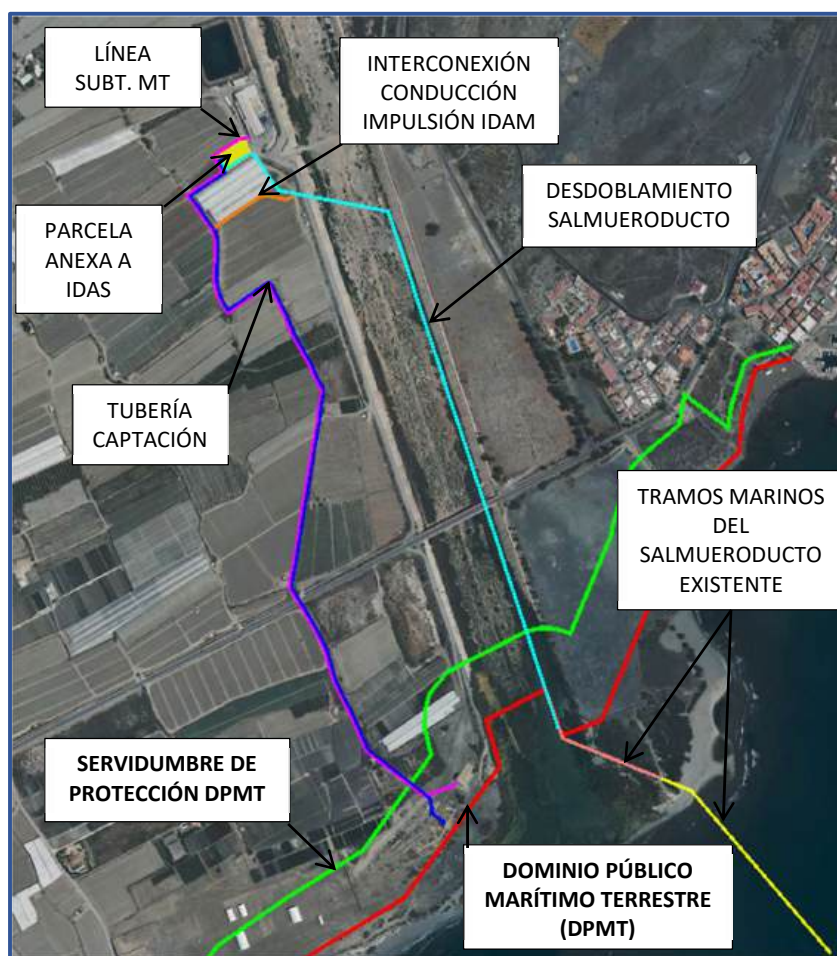 LÍNEA
SUBT. MT
INTERCONEXIÓN
CONDUCCIÓN
IMPULSIÓN IDAM
DESDOBLAMIENTO
SALMUERODUCTO
PARCELA
ANEXA A
IDAS
TUBERÍA
CAPTACIÓN
TRAMOS MARINOS
DEL
SALMUERODUCTO
EXISTENTE
SERVIDUMBRE DE
PROTECCIÓN DPMT
DOMINIO PÚBLICO
MARÍTIMO TERRESTRE
(DPMT)